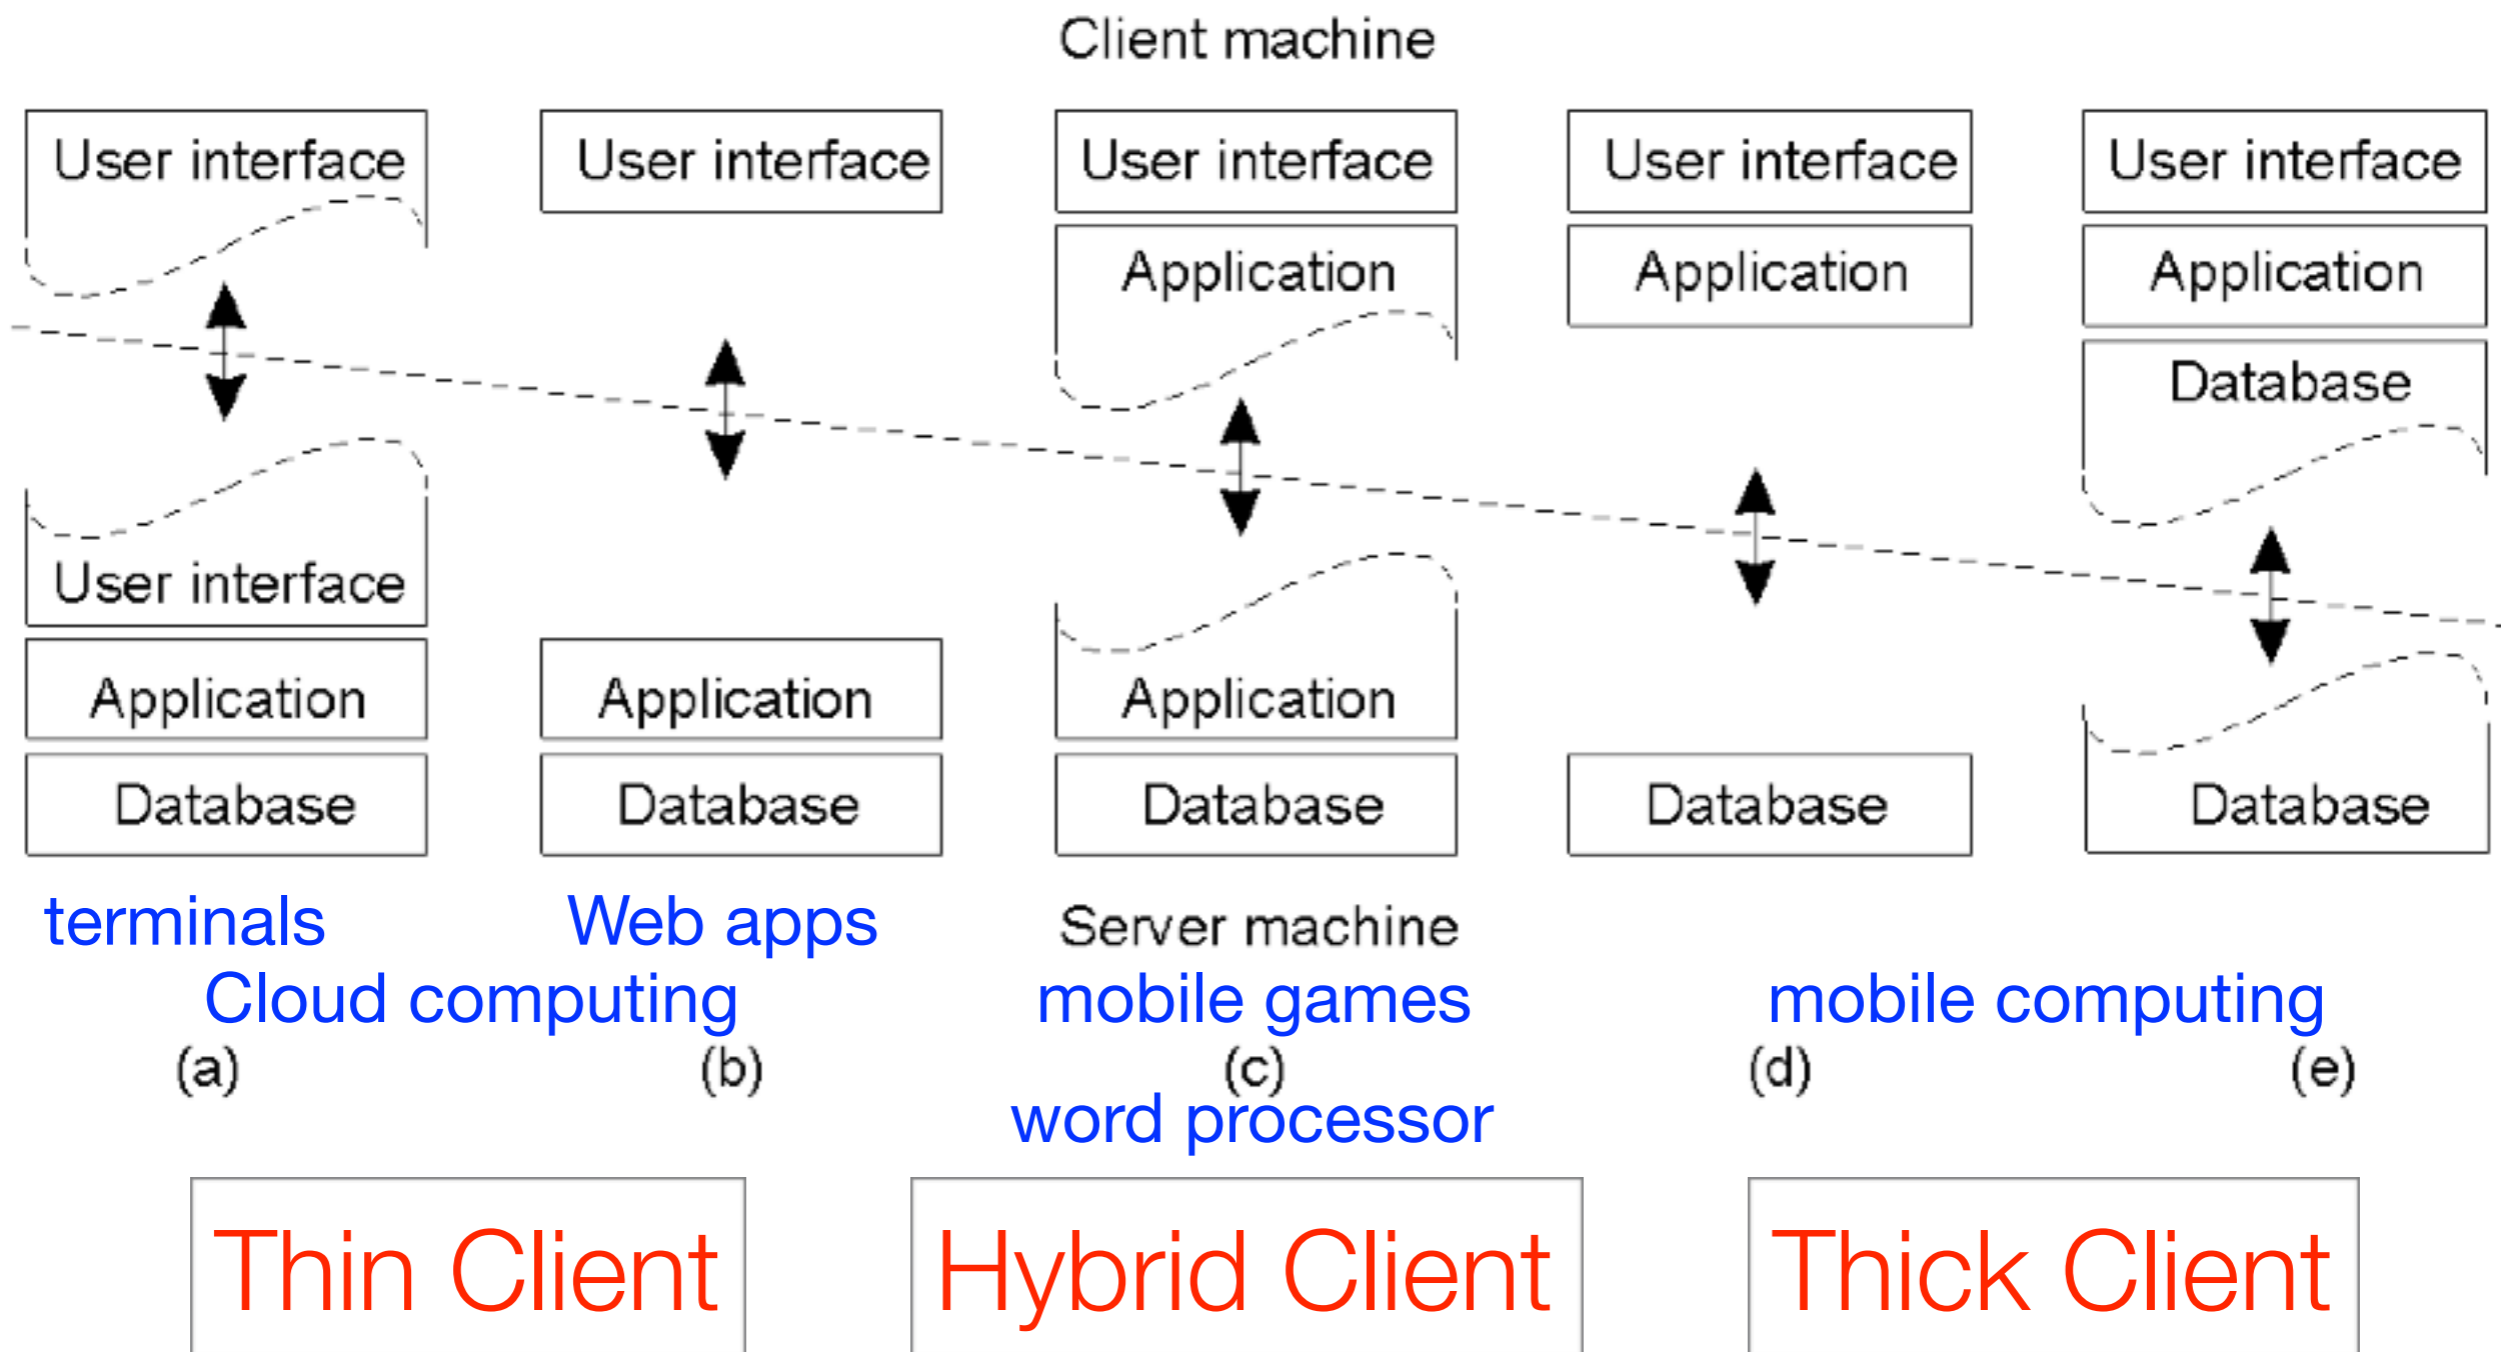 Client machine
User interface User interface User interface User interface User interface
Application Application Application
Database
User interface
Application Application Application
Database Database Database Database Database
terminals Web apps Server machine
Cloud computing mobile games mobile computing
(a) (b) (c) (d) (e)
word processor
Thin Client Hybrid Client Thick Client